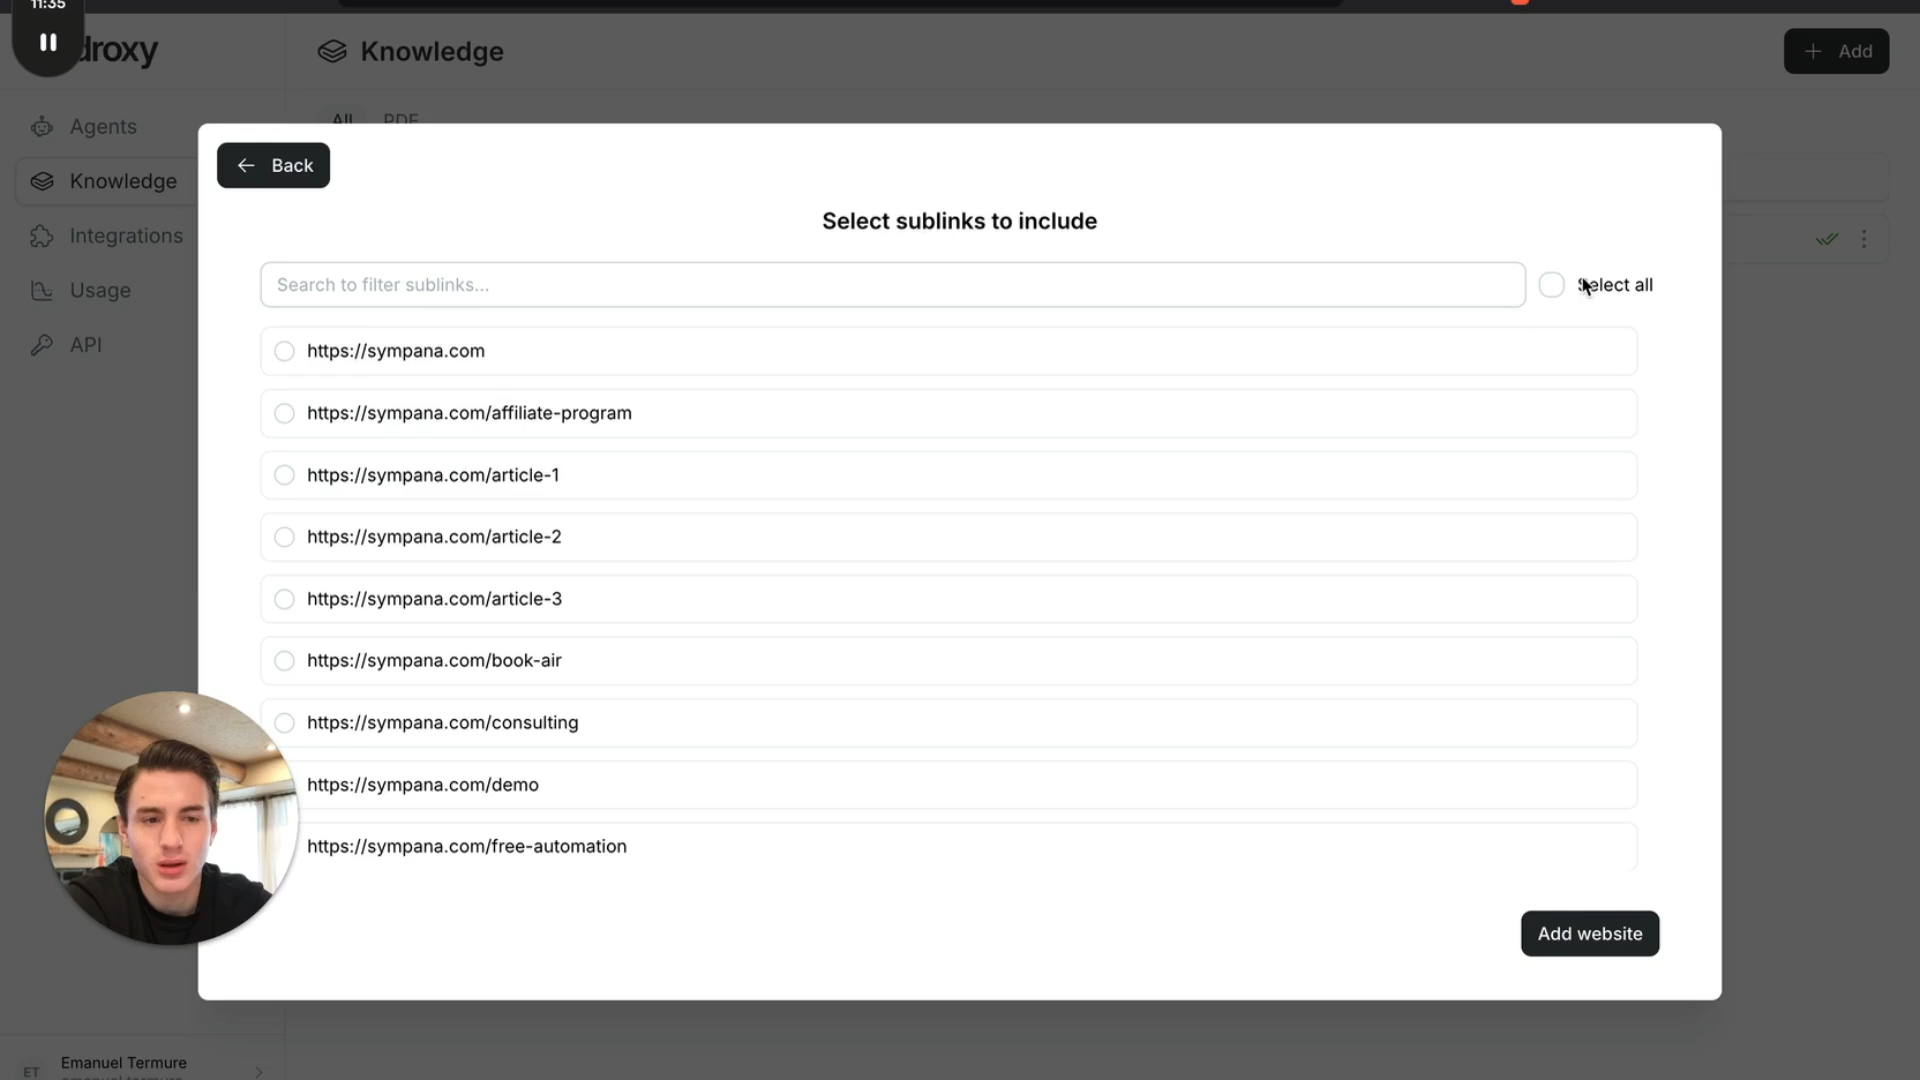 11:35
droxy
Knowledge
Add
All PDF
Agents
Knowledge
Integrations
Usage
API
Back
Select sublinks to include
Search to filter sublinks...
Select all
https://sympana.com
https://sympana.com/affiliate-program
https://sympana.com/article-1
https://sympana.com/article-2
https://sympana.com/article-3
https://sympana.com/book-air
https://sympana.com/consulting
https://sympana.com/demo
https://sympana.com/free-automation
Add website
ET
Emanuel Termure